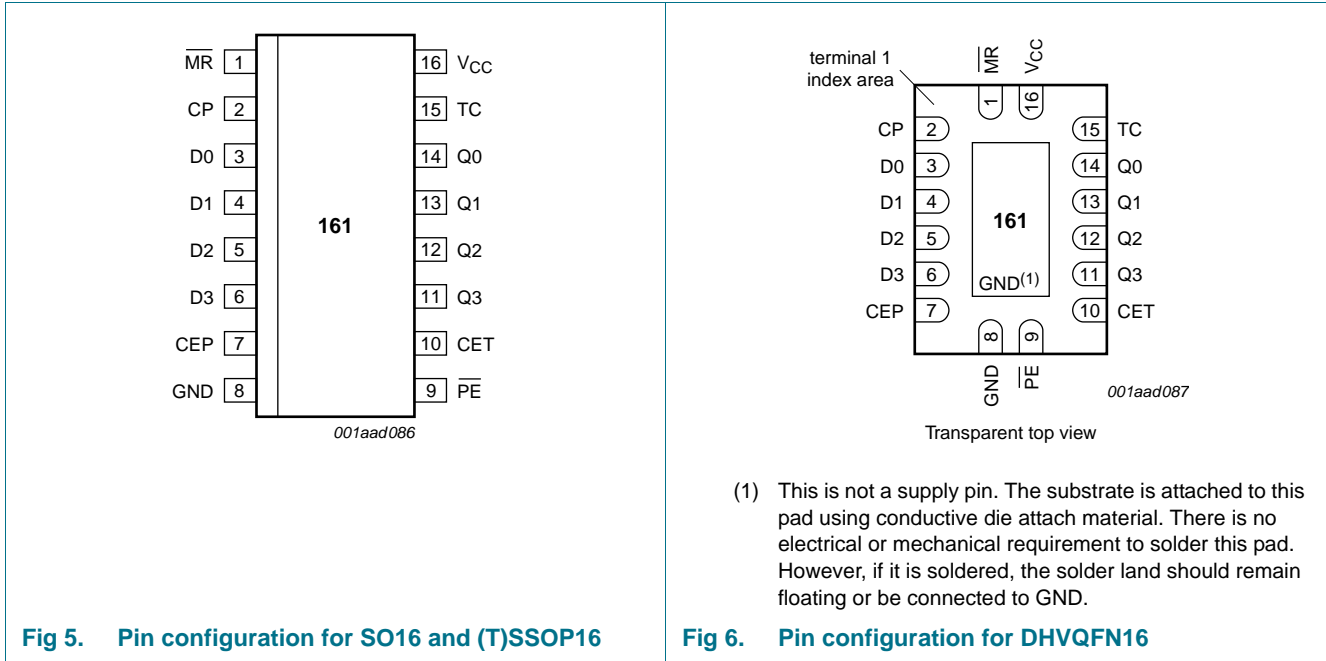 MR 1 16 VCC
CP 2 15 TC
D0 3 14 Q0
D1 4 13 Q1
161
D2 5 12 Q2
D3 6 11 Q3
CEP 7 10 CET
GND 8 9 PE
001aad086
Fig 5. Pin configuration for SO16 and (T)SSOP16
terminal 1
index area
MR VCC
1 16
CP 2 15 TC
D0 3 14 Q0
D1 4 13 Q1
161
D2 5 12 Q2
D3 6 11 Q3
GND(1)
CEP 7 10 CET
8 9
GND PE
001aad087
Transparent top view
(1) This is not a supply pin. The substrate is attached to this
pad using conductive die attach material. There is no
electrical or mechanical requirement to solder this pad.
However, if it is soldered, the solder land should remain
floating or be connected to GND.
Fig 6. Pin configuration for DHVQFN16